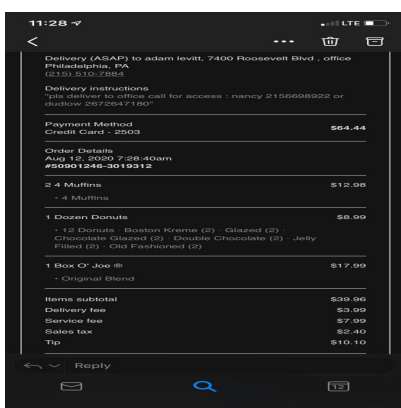 11:28
LTE
Delivery (ASAP) to adam levitt, 7400 Roosevelt Blvd , office
Philadelphia, PA
(215) 510-7884
Delivery instructions
"pls deliver to office call for access : nancy 2156698922 or
dudlow 2672647180"
Payment Method
Credit Card - 2503 $64.44
Order Details
Aug 12, 2020 7:28:40am
#50901246-3019312
2 4 Muffins $12.98
• 4 Muffins
1 Dozen Donuts $8.99
• 12 Donuts · Boston Kreme (2) · Glazed (2) ·
Chocolate Glazed (2) · Double Chocolate (2) · Jelly
Filled (2) · Old Fashioned (2)
1 Box O' Joe ® $17.99
• Original Blend
Items subtotal $39.96
Delivery fee $3.99
Service fee $7.99
Sales tax $2.40
Tip $10.10
Reply
12